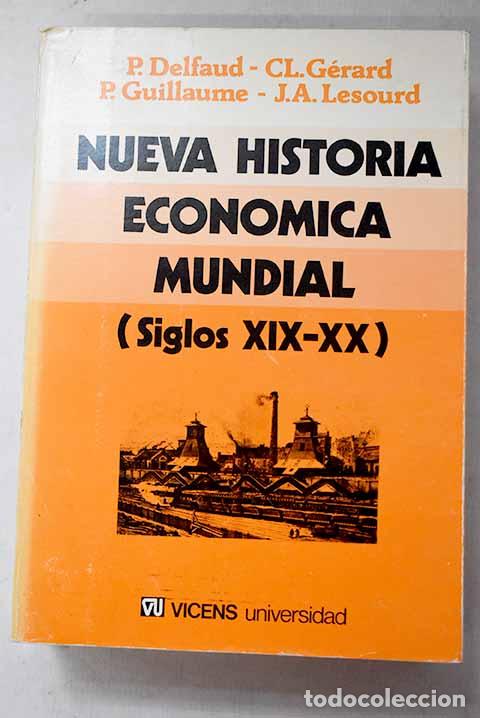 P. Delfaud - CL. Gérard
P. Guillaume - J.A. Lesourd
NUEVA HISTORIA
ECONOMICA
MUNDIAL
(Siglos XIX-XX)
VU VICENS universidad
todocoleccion